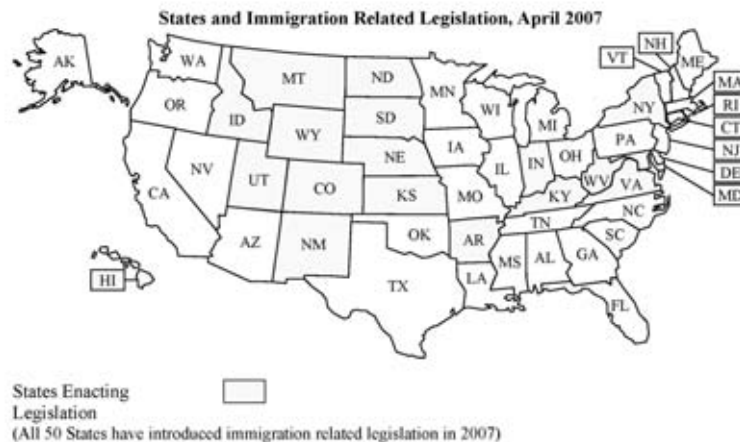 States and Immigration Related Legislation, April 2007
AK
WA
MT
ND
MN
VT
NH
ME
OR
ID
WY
SD
WI
MI
NY
MA
RI
CT
NJ
DE
MD
NV
UT
CO
NE
IA
IL
IN
OH
PA
CA
KS
MO
KY
WV
VA
AZ
NM
OK
AR
TN
NC
SC
HI
TX
LA
MS
AL
GA
FL
States Enacting
Legislation
(All 50 States have introduced immigration related legislation in 2007)